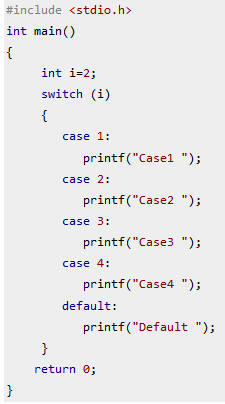 #include <stdio.h>
int main()
{
int i=2;
switch (i)
{
case 1:
printf("Case1 ");
case 2:
printf("Case2 ");
case 3:
printf("Case3 ");
case 4:
printf("Case4 ");
default:
printf("Default ");
}
return 0;
}